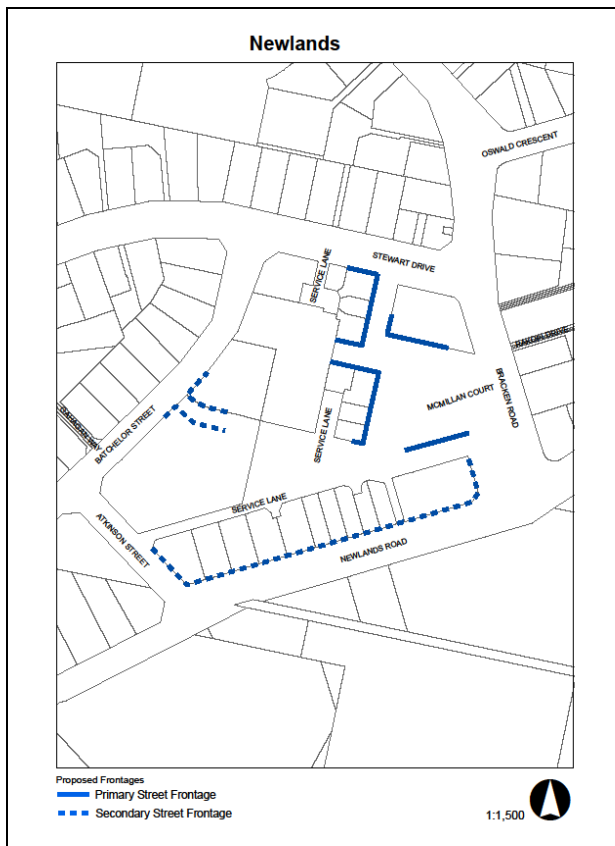 Newlands
OSWALD CRESCENT
STEWART DRIVE
SERVICE LANE
BRACKEN ROAD
MCMILLAN COURT
BATCHELOR STREET
SERVICE LANE
SERVICE LANE
ATKINSON STREET
NEWLANDS ROAD
Proposed Frontages
Primary Street Frontage
Secondary Street Frontage
1:1,500